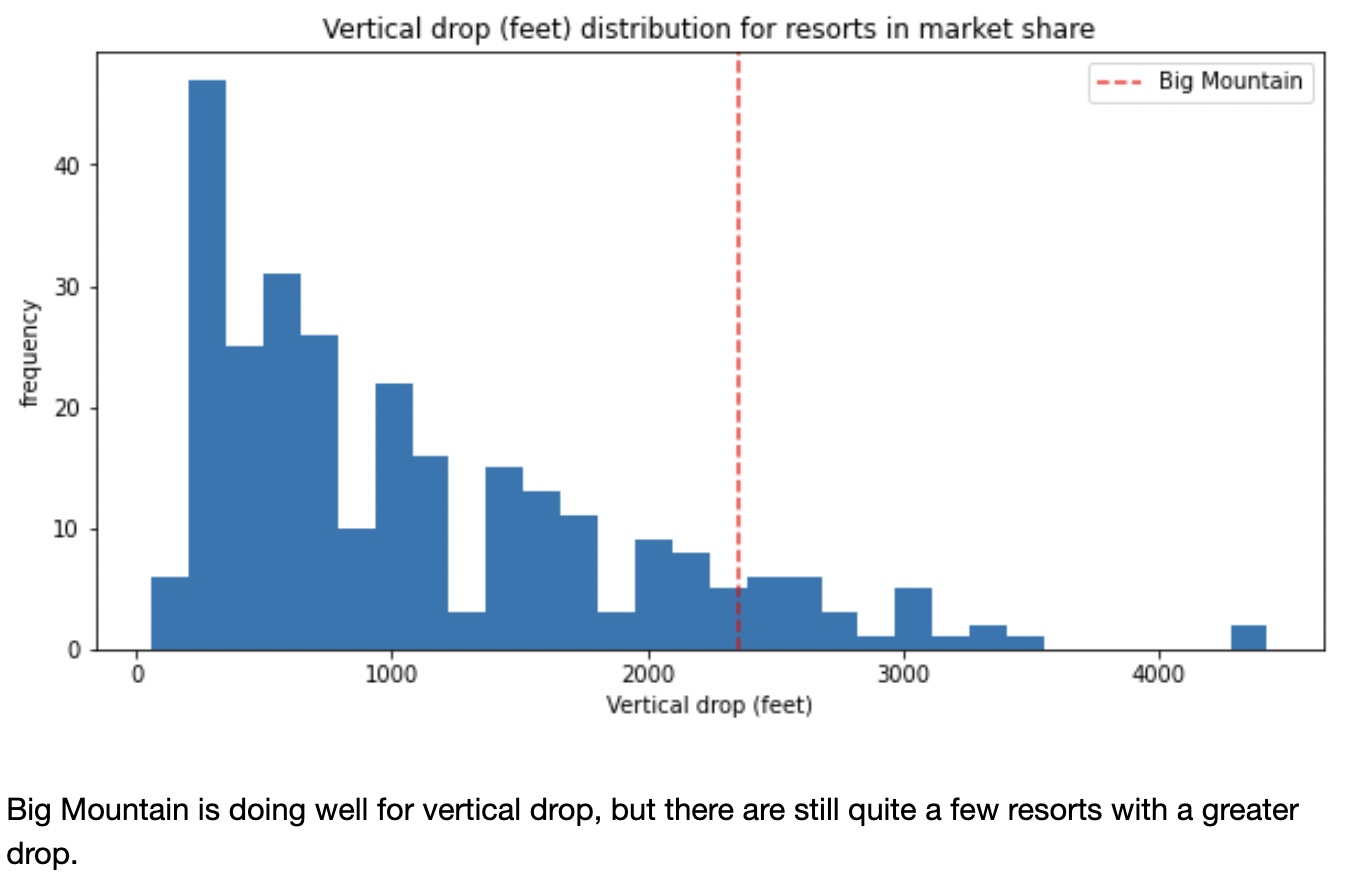 Vertical drop (feet) distribution for resorts in market share
Big Mountain
frequency
40
30
20
10
0
0 1000 2000 3000 4000
Vertical drop (feet)
Big Mountain is doing well for vertical drop, but there are still quite a few resorts with a greater
drop.